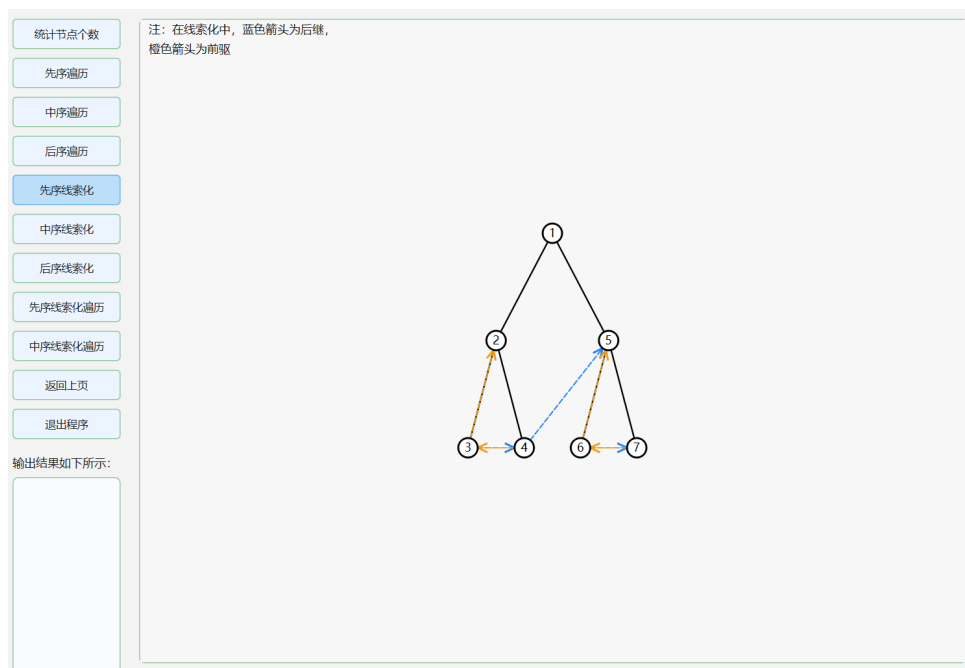 统计节点个数
先序遍历
中序遍历
后序遍历
先序线索化
中序线索化
后序线索化
先序线索化遍历
中序线索化遍历
返回上页
退出程序
输出结果如下所示：
注：在线索化中，蓝色箭头为后继，
橙色箭头为前驱
1
2
5
3
4
6
7